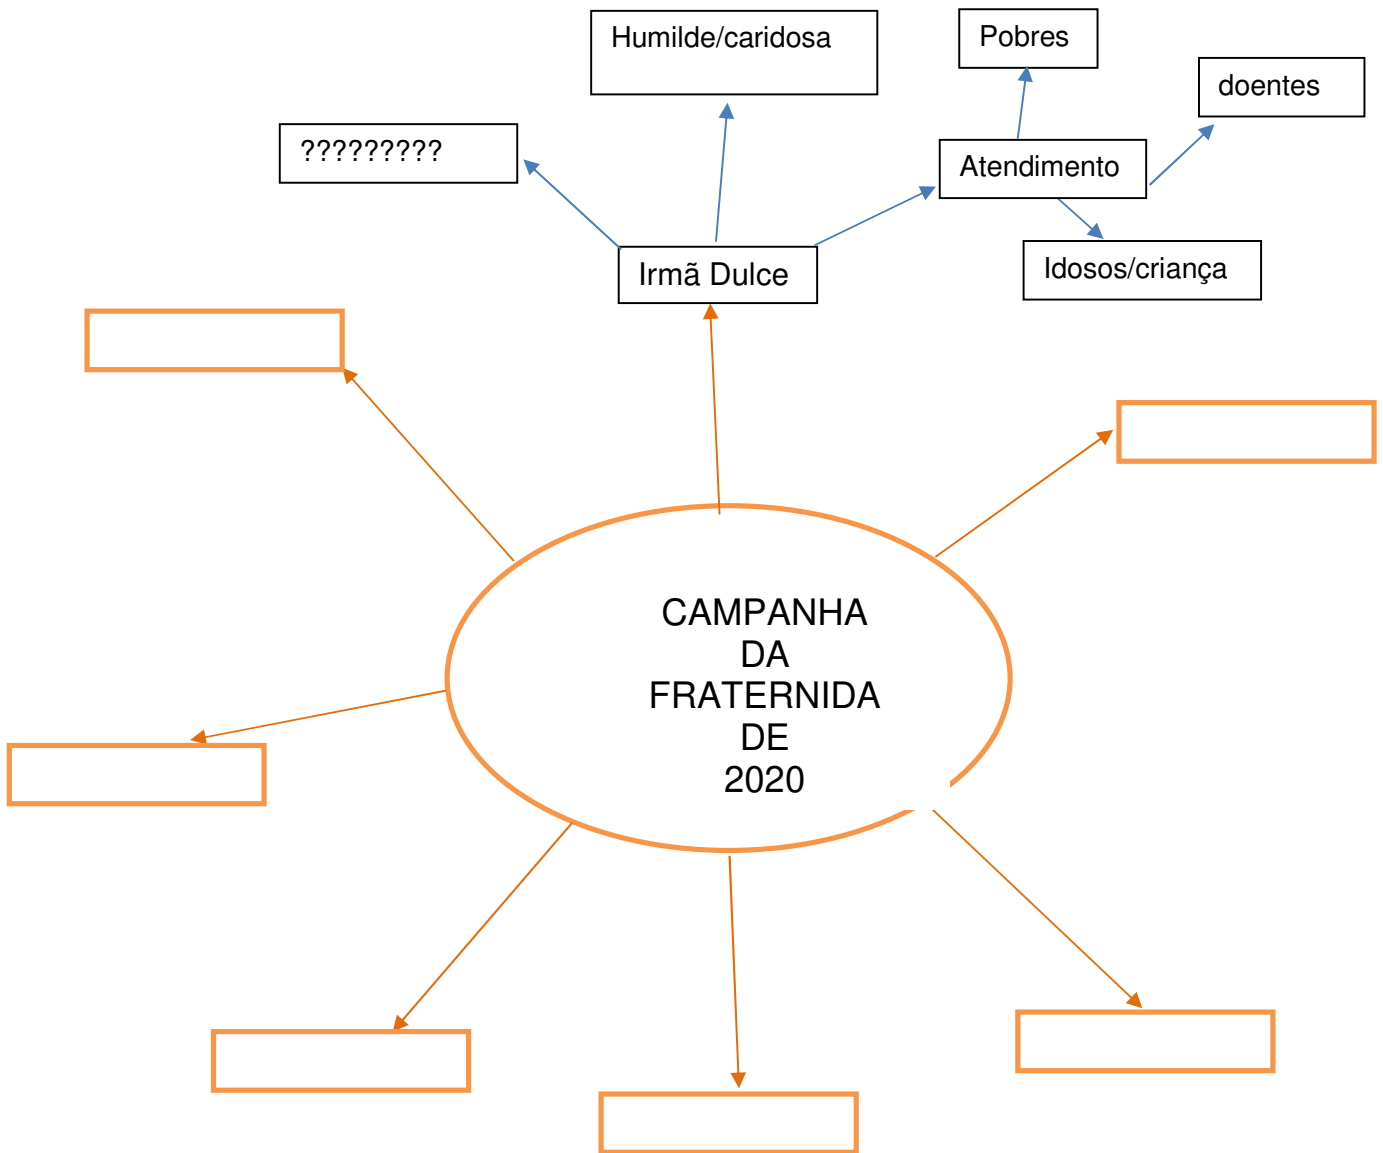 Humilde/caridosa
Pobres
doentes
?????????
Atendimento
Irmã Dulce
Idosos/criança
CAMPANHA
DA
FRATERNIDA
DE
2020